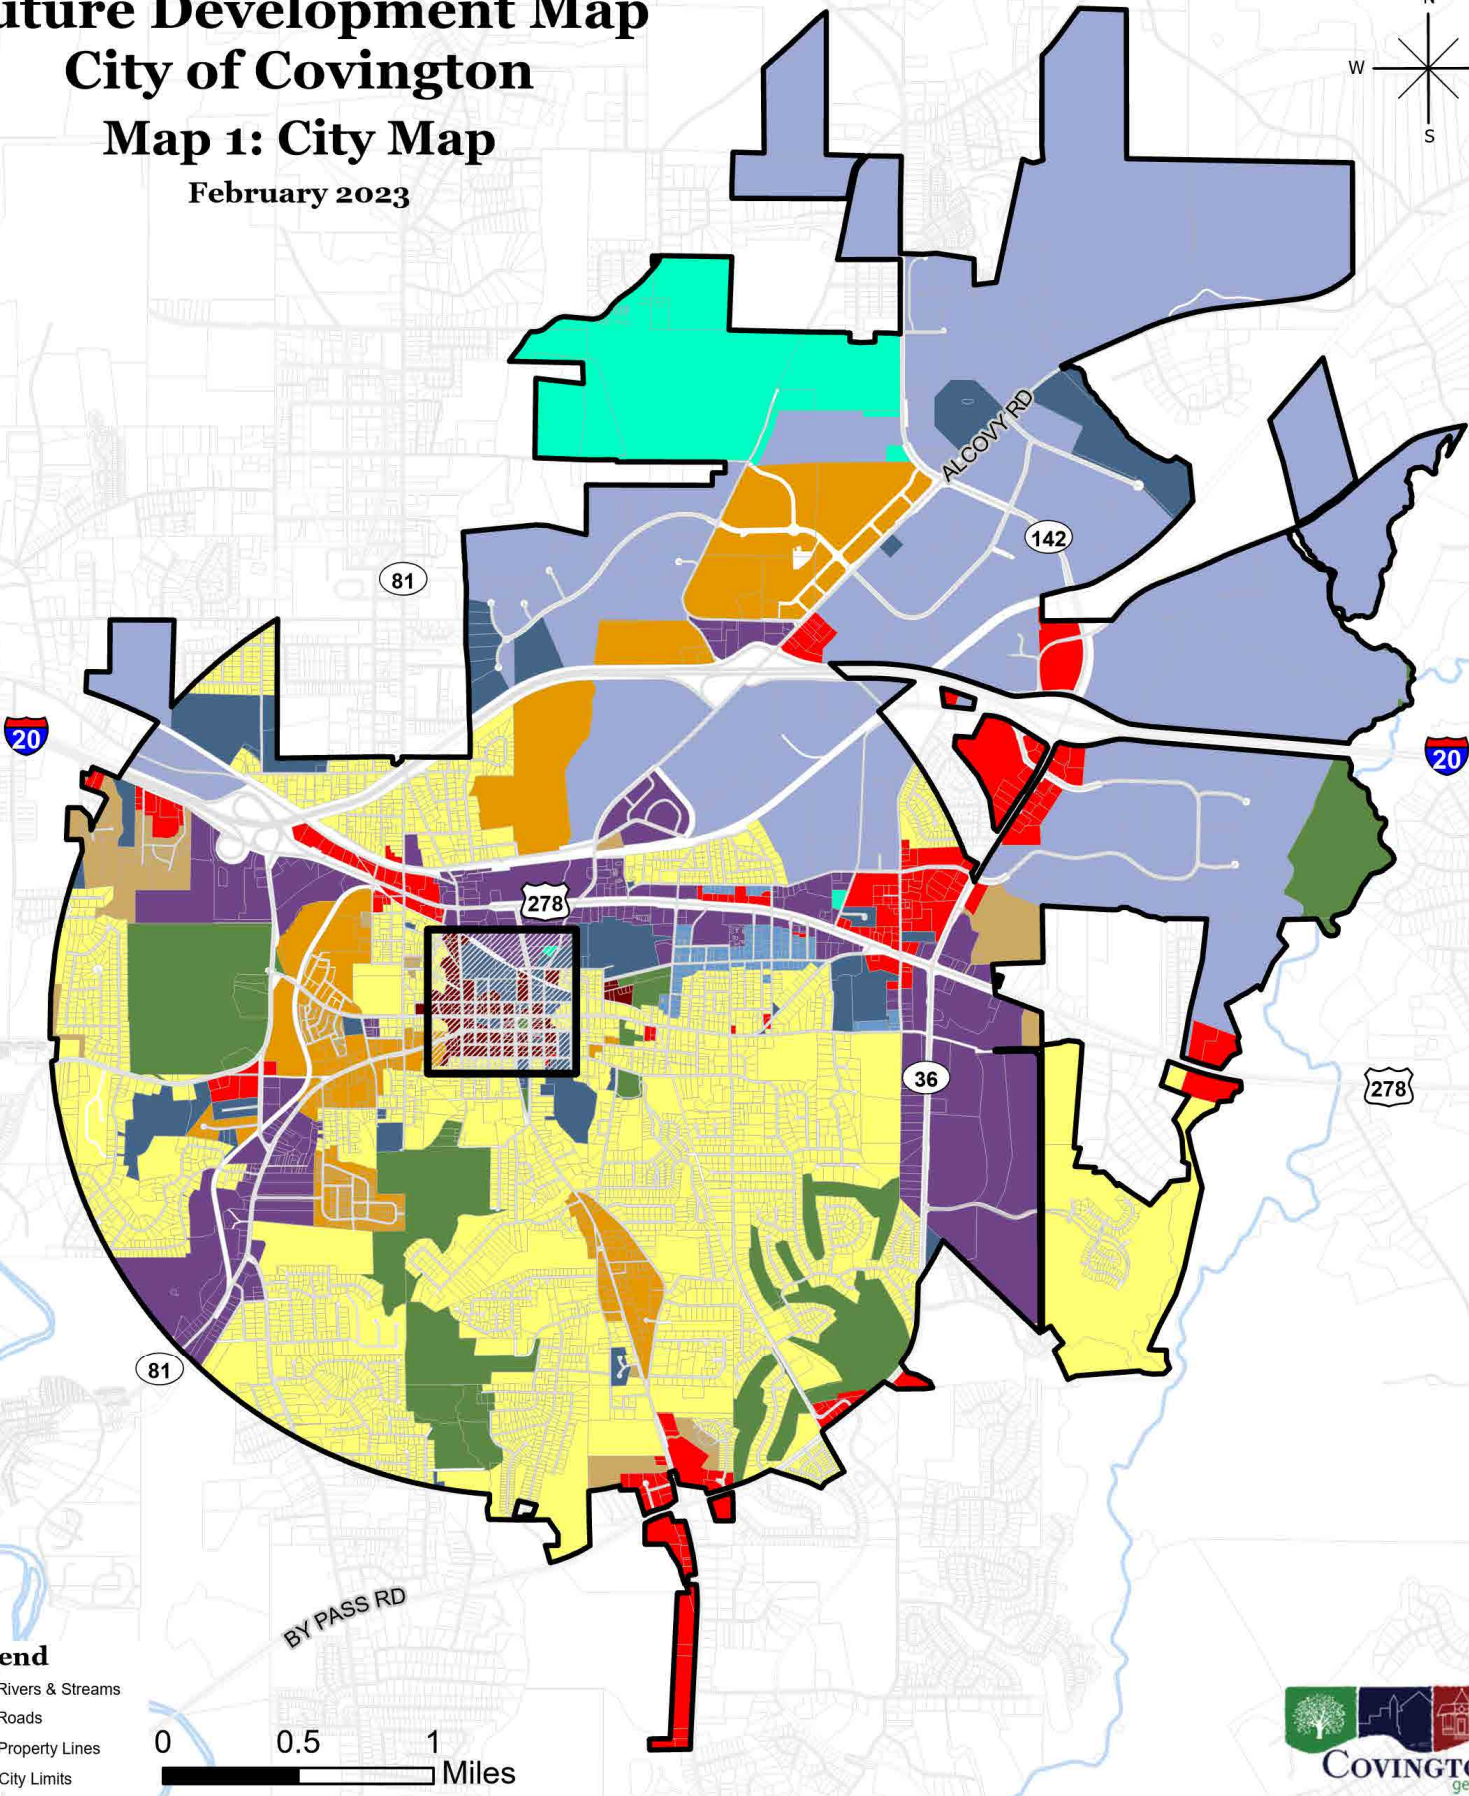 uture Development Map
City of Covington
Map 1: City Map
February 2023
N
W
S
ALCOVY RD
142
81
20
20
278
36
278
81
BY PASS RD
end
Rivers & Streams
Roads
Property Lines
City Limits
0 0.5 1
Miles
COVINGTO
ge